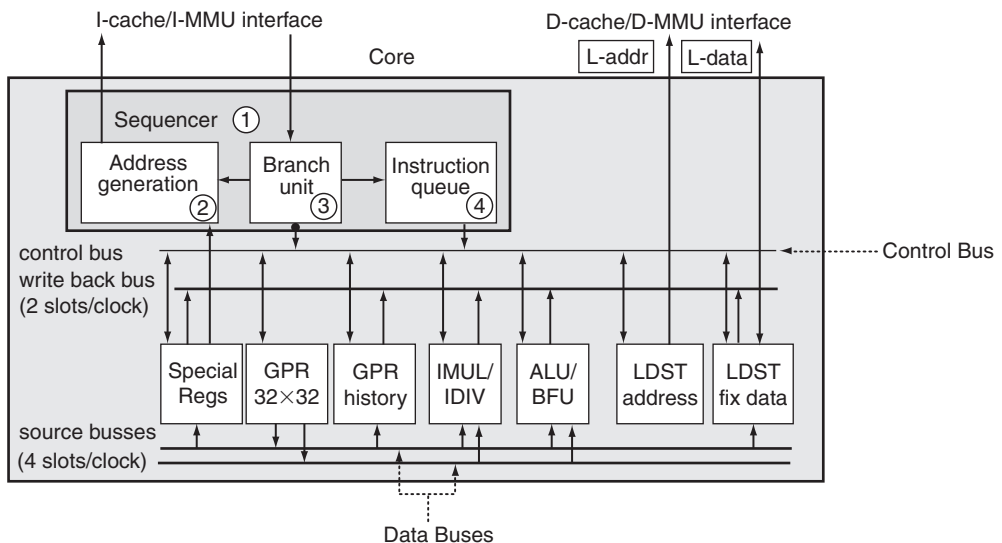 I-cache/I-MMU interface
D-cache/D-MMU interface
Core
L-addr
L-data
Sequencer 1
Address
generation
2
Branch
unit
3
Instruction
queue
4
control bus
write back bus
(2 slots/clock)
Control Bus
Special
Regs
GPR
32×32
GPR
history
IMUL/
IDIV
ALU/
BFU
LDST
address
LDST
fix data
source busses
(4 slots/clock)
Data Buses